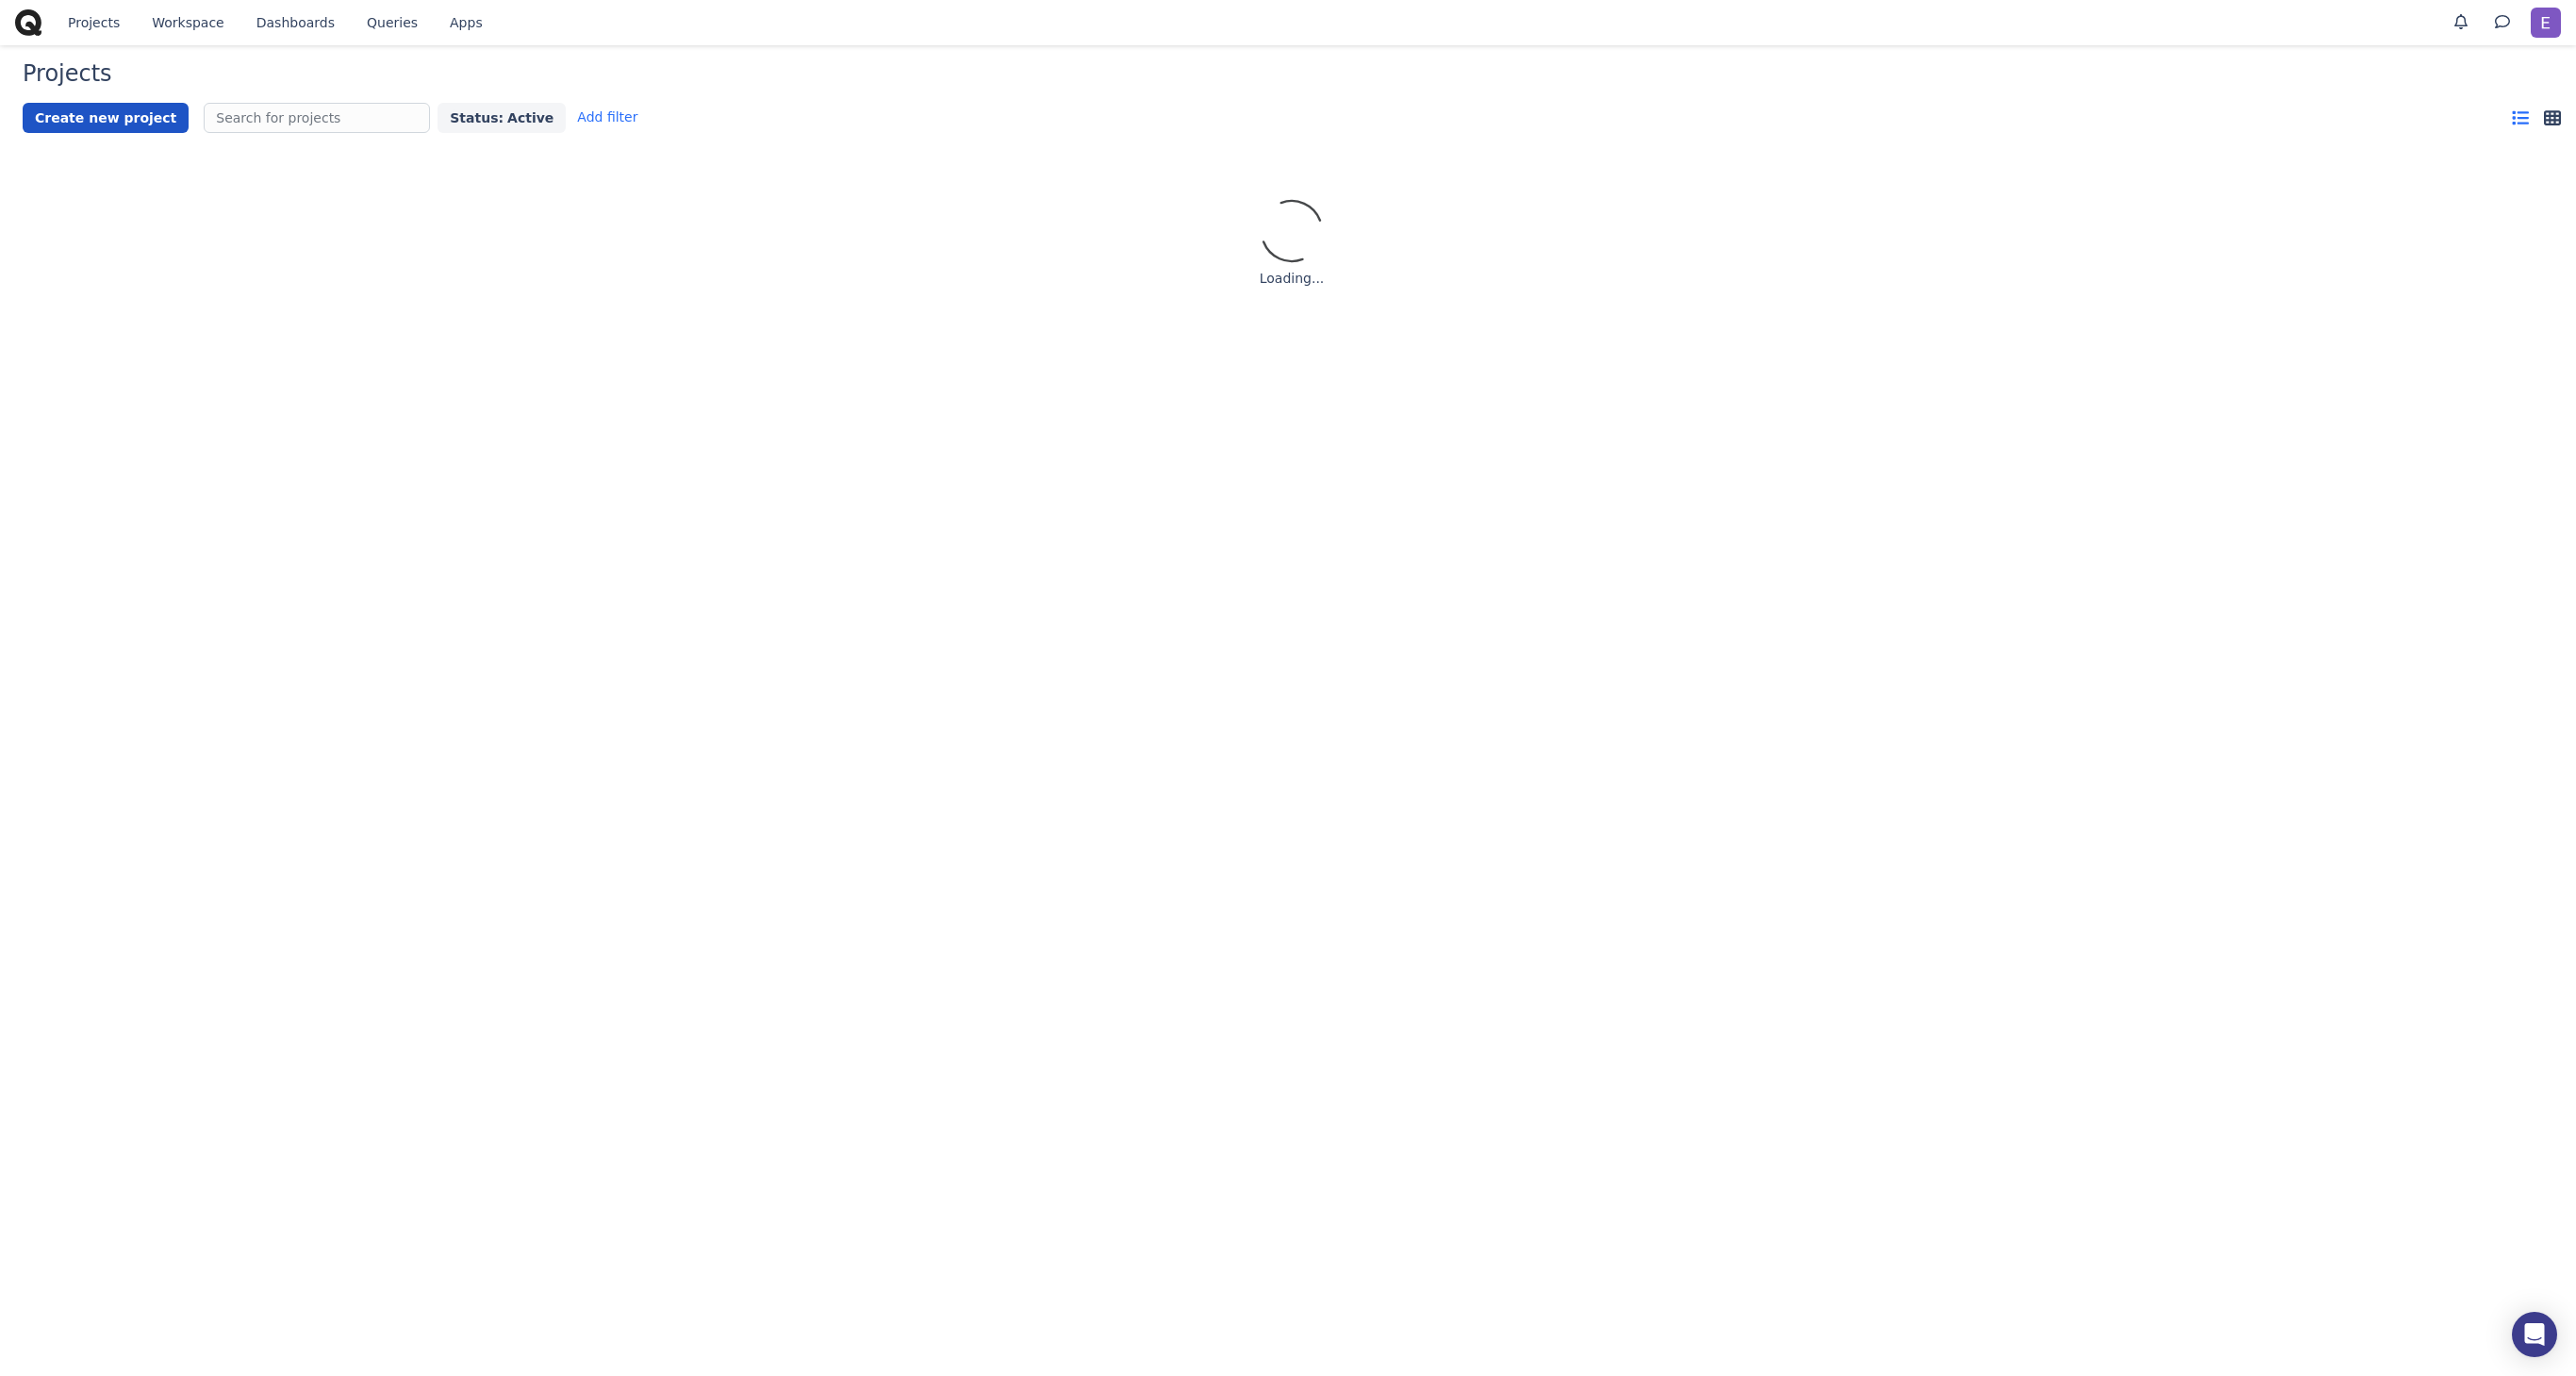 Projects Workspace Dashboards Queries Apps E
Projects
Create new project Search for projects Status: Active Add filter
Loading...